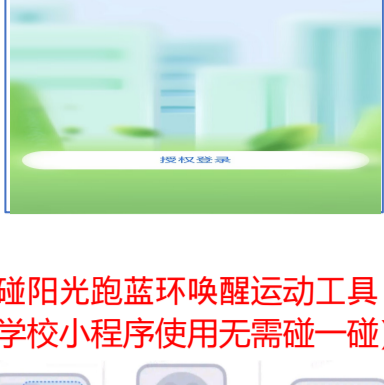 授权登录
碰阳光跑蓝环唤醒运动工具
学校小程序使用无需碰一碰）